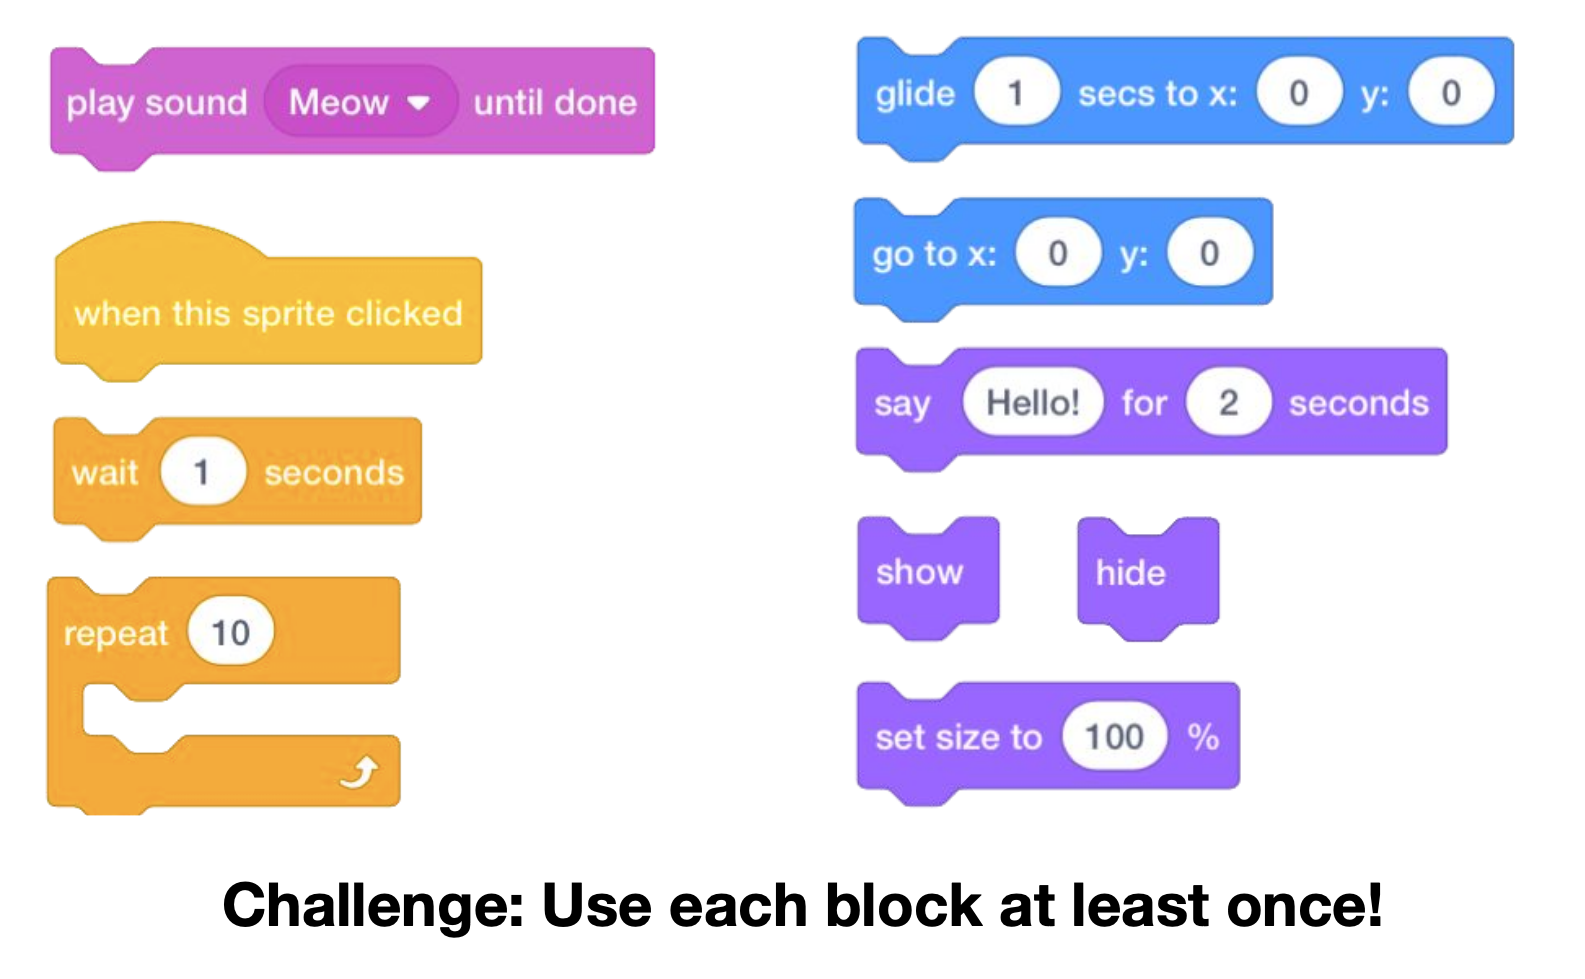 play sound Meow until done
when this sprite clicked
wait 1 seconds
repeat 10
glide 1 secs to x: 0 y: 0
go to x: 0 y: 0
say Hello! for 2 seconds
show
hide
set size to 100 %
Challenge: Use each block at least once!